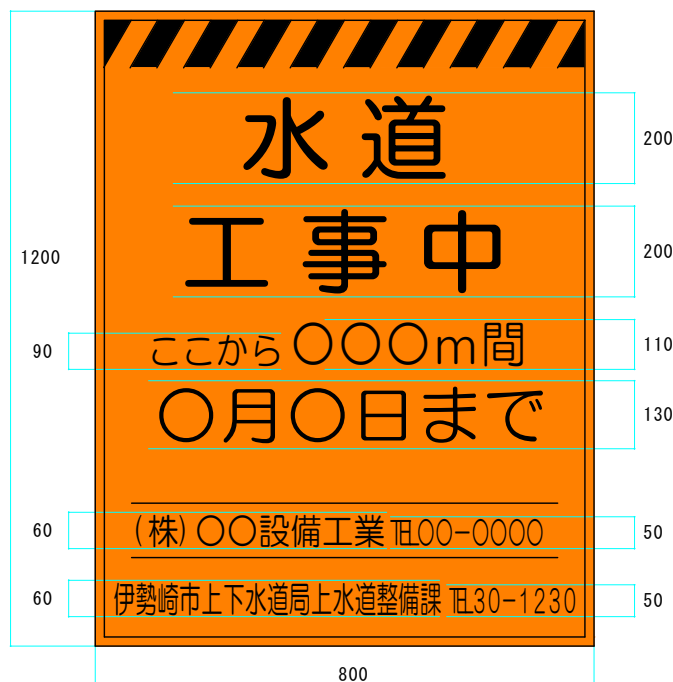 水道
200
工事中
200
1200
ここから〇〇〇m間
90
110
〇月〇日まで
130
(株)〇〇設備工業 ℡00-0000
60
50
伊勢崎市上下水道局上水道整備課 ℡30-1230
60
50
800